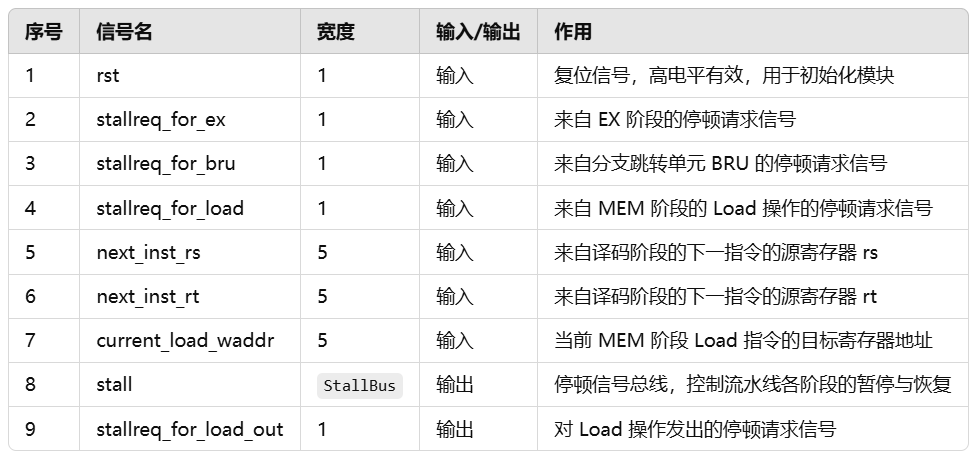 序号 信号名 宽度 输入/输出 作用
1 rst 1 输入 复位信号，高电平有效，用于初始化模块
2 stallreq_for_ex 1 输入 来自 EX 阶段的停顿请求信号
3 stallreq_for_bru 1 输入 来自分支跳转单元 BRU 的停顿请求信号
4 stallreq_for_load 1 输入 来自 MEM 阶段的 Load 操作的停顿请求信号
5 next_inst_rs 5 输入 来自译码阶段的下一指令的源寄存器 rs
6 next_inst_rt 5 输入 来自译码阶段的下一指令的源寄存器 rt
7 current_load_waddr 5 输入 当前 MEM 阶段 Load 指令的目标寄存器地址
8 stall StallBus 输出 停顿信号总线，控制流水线各阶段的暂停与恢复
9 stallreq_for_load_out 1 输出 对 Load 操作发出的停顿请求信号